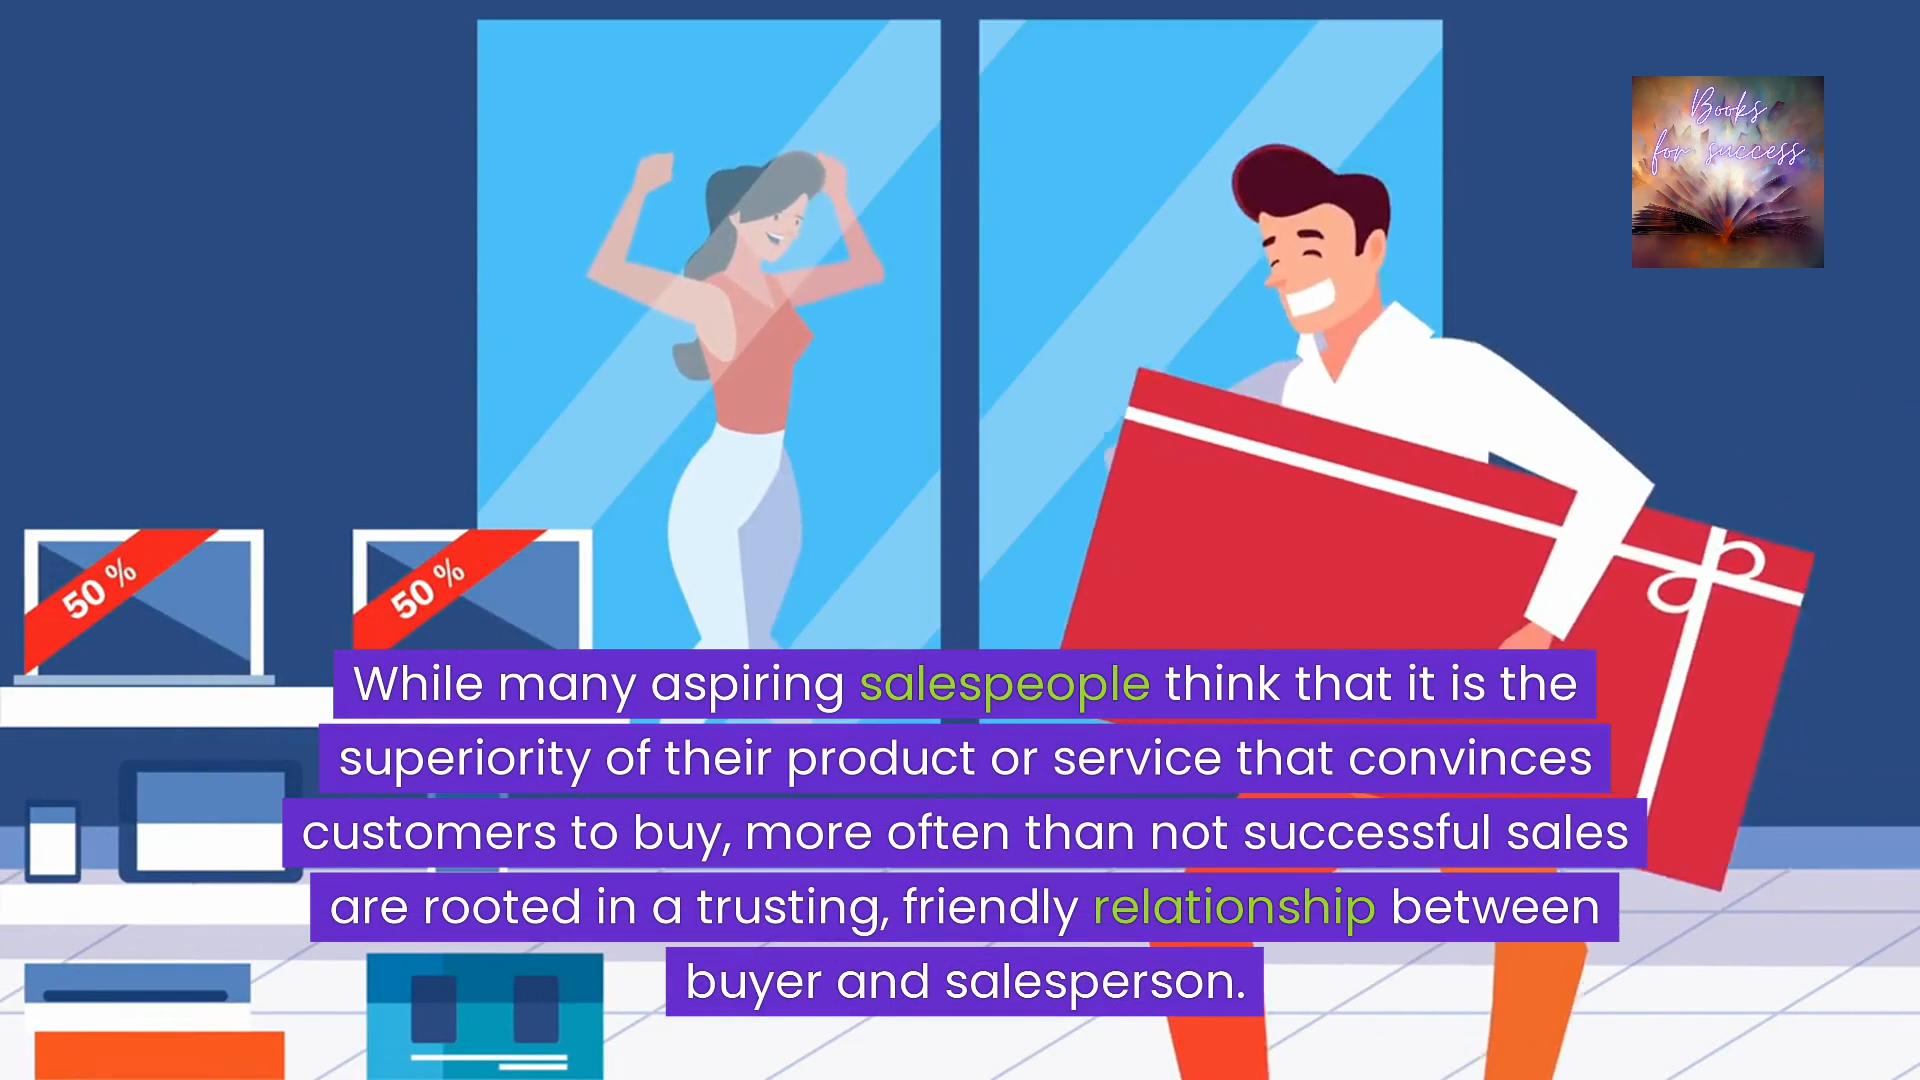 Books
for success
50 %
50 %
While many aspiring salespeople think that it is the
superiority of their product or service that convinces
customers to buy, more often than not successful sales
are rooted in a trusting, friendly relationship between
buyer and salesperson.